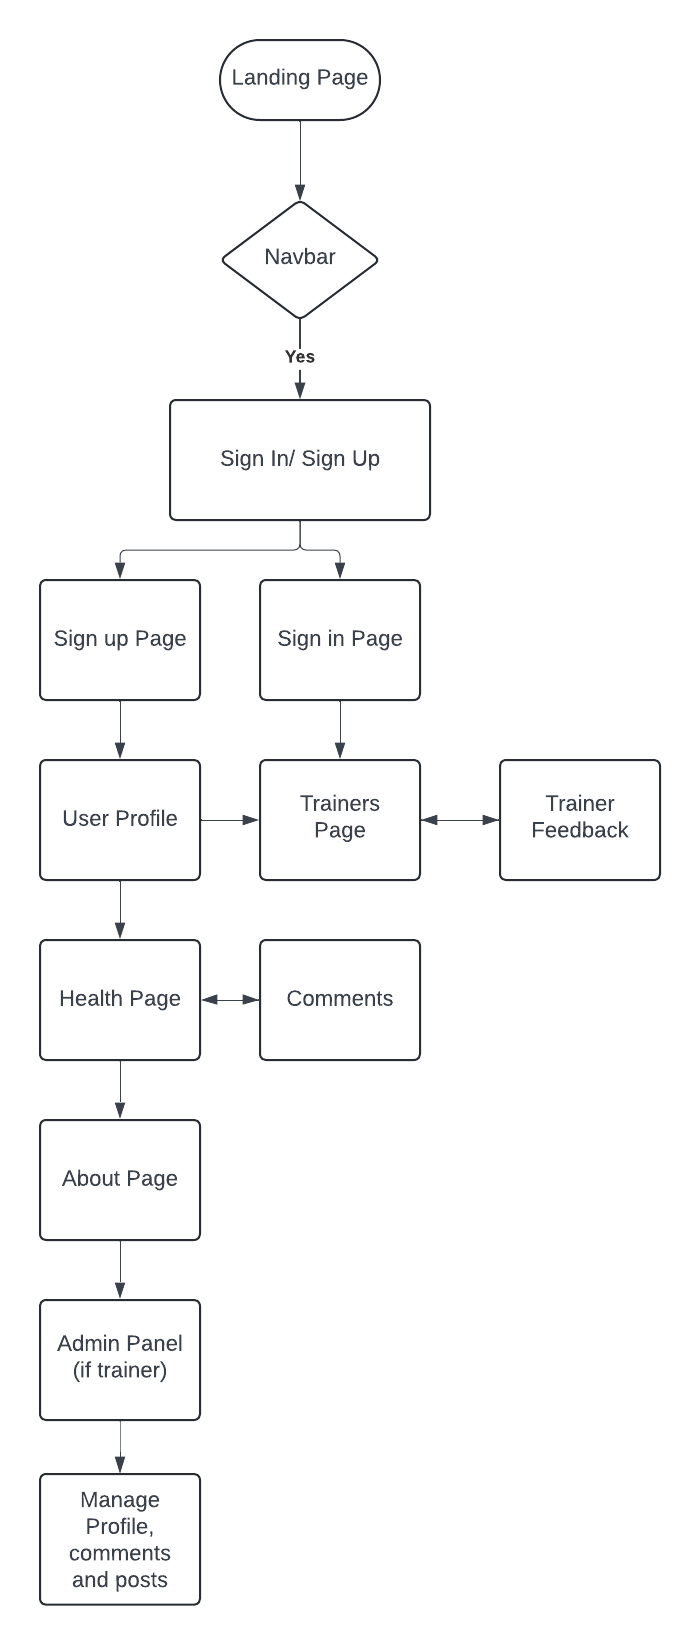 Landing Page
Navbar
Yes
Sign In/ Sign Up
Sign up Page
Sign in Page
User Profile
Trainers
Page
Trainer
Feedback
Health Page
Comments
About Page
Admin Panel
(if trainer)
Manage
Profile,
comments
and posts